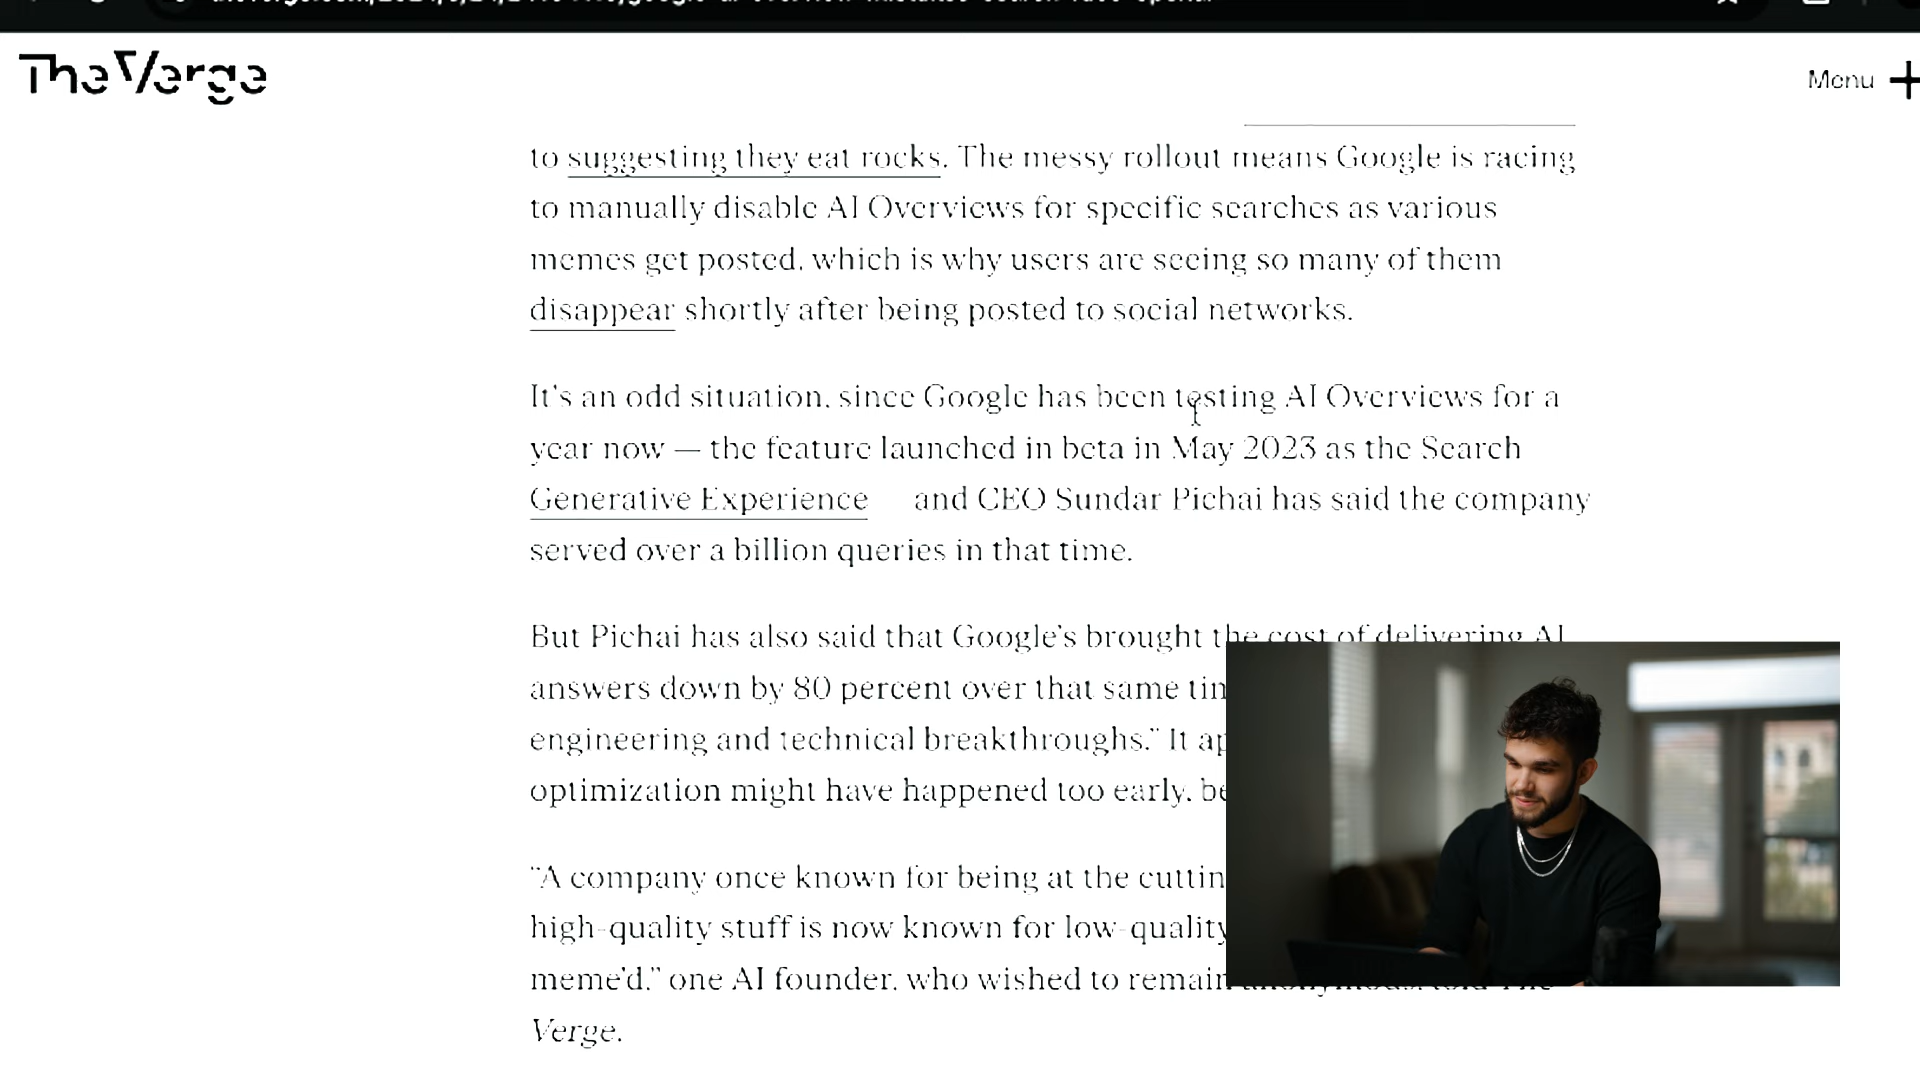 The Verge
Menu
to suggesting they eat rocks. The messy rollout means Google is racing
to manually disable AI Overviews for specific searches as various
memes get posted, which is why users are seeing so many of them
disappear shortly after being posted to social networks.
It's an odd situation, since Google has been testing AI Overviews for a
year now — the feature launched in beta in May 2023 as the Search
Generative Experience and CEO Sundar Pichai has said the company
served over a billion queries in that time.
But Pichai has also said that Google's brought the cost of delivering AI
answers down by 80 percent over that same
engineering and technical breakthroughs." It
optimization might have happened too early,
"A company once known for being at the
high-quality stuff is now known for low-quality
meme'd," one AI founder, who wished to remain
Verge.